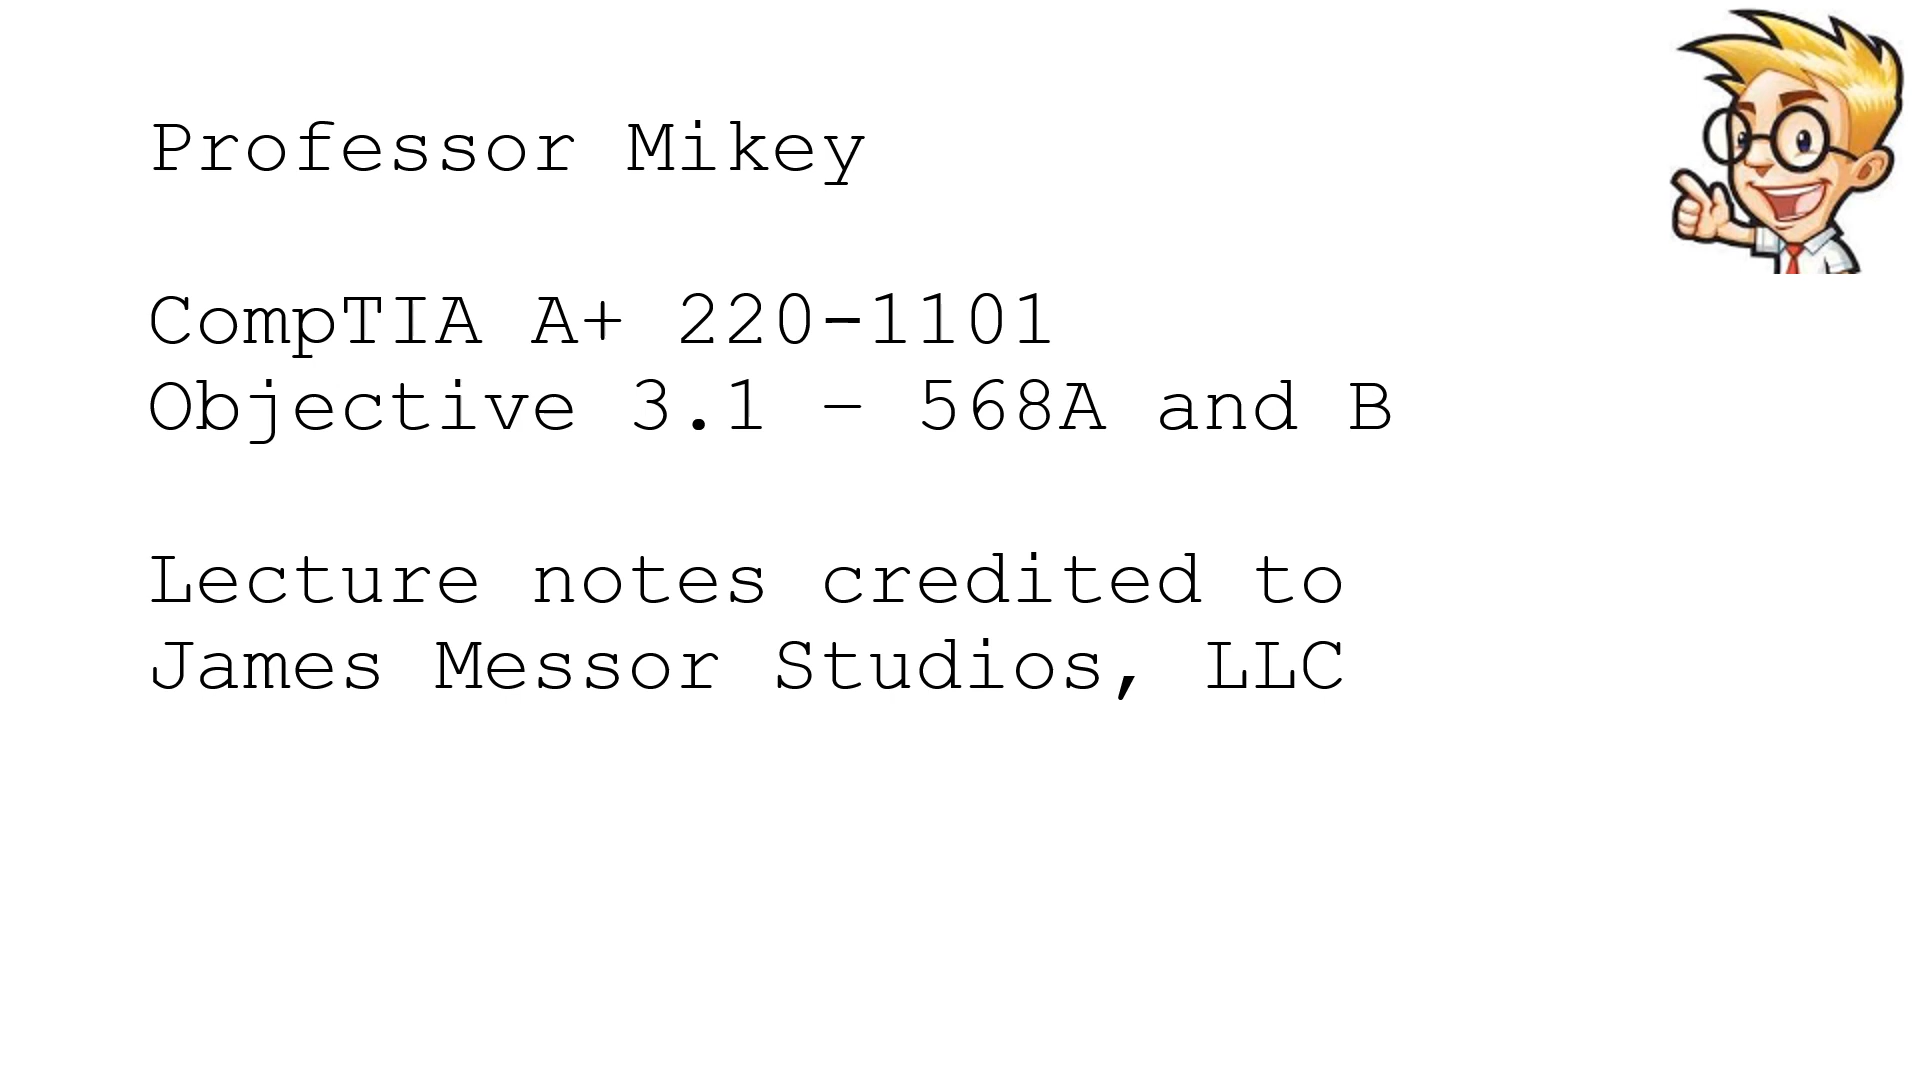 Professor Mikey
CompTIA A+ 220-1101
Objective 3.1 – 568A and B
Lecture notes credited to
James Messor Studios, LLC